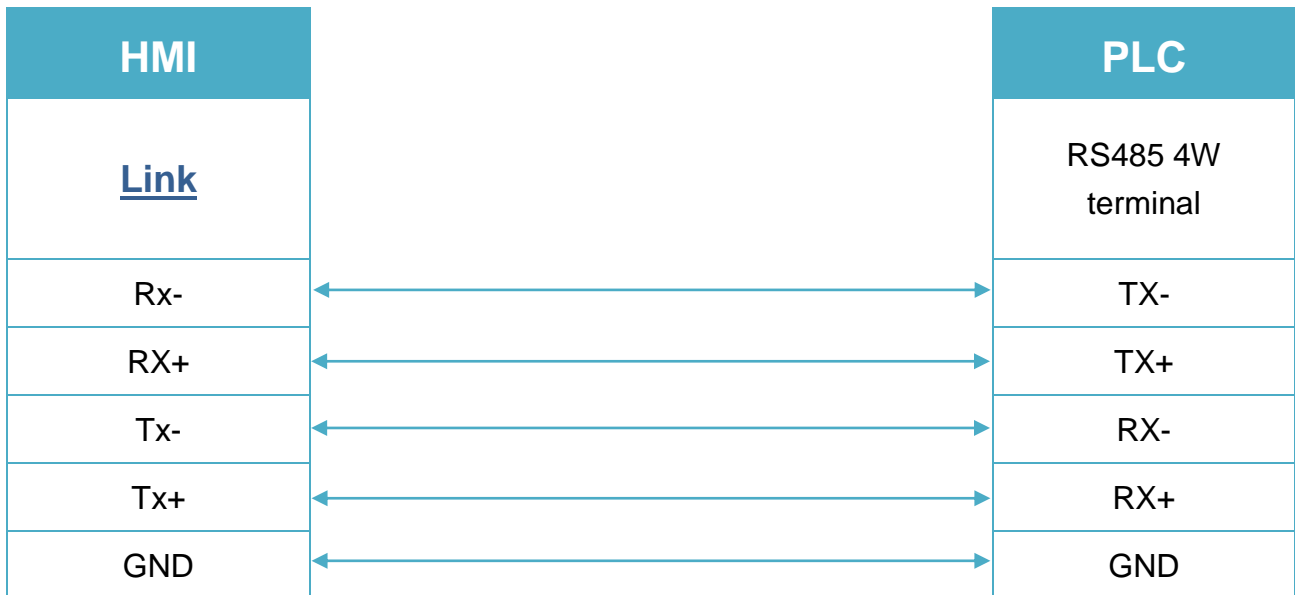 HMI PLC
Link RS485 4W
terminal
Rx- TX-
RX+ TX+
Tx- RX-
Tx+ RX+
GND GND